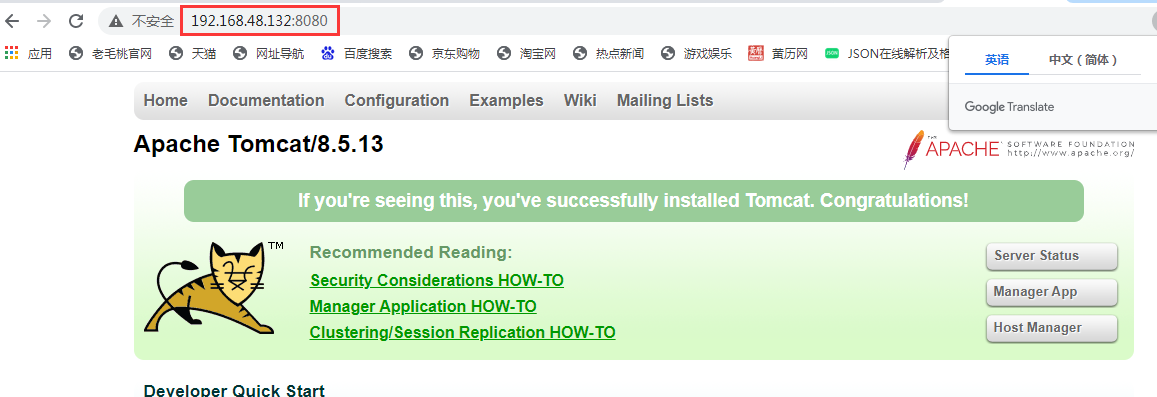 不安全 192.168.48.132:8080
应用 老毛桃官网 天猫 网址导航 百度搜索 京东购物 淘宝网 热点新闻 游戏娱乐 黄历网 JSON在线解析及格
英语 中文（简体）
Google Translate
Home Documentation Configuration Examples Wiki Mailing Lists
Apache Tomcat/8.5.13
THE APACHE SOFTWARE FOUNDATION
http://www.apache.org/
If you're seeing this, you've successfully installed Tomcat. Congratulations!
TM
Recommended Reading:
Security Considerations HOW-TO
Manager Application HOW-TO
Clustering/Session Replication HOW-TO
Server Status
Manager App
Host Manager
Developer Quick Start